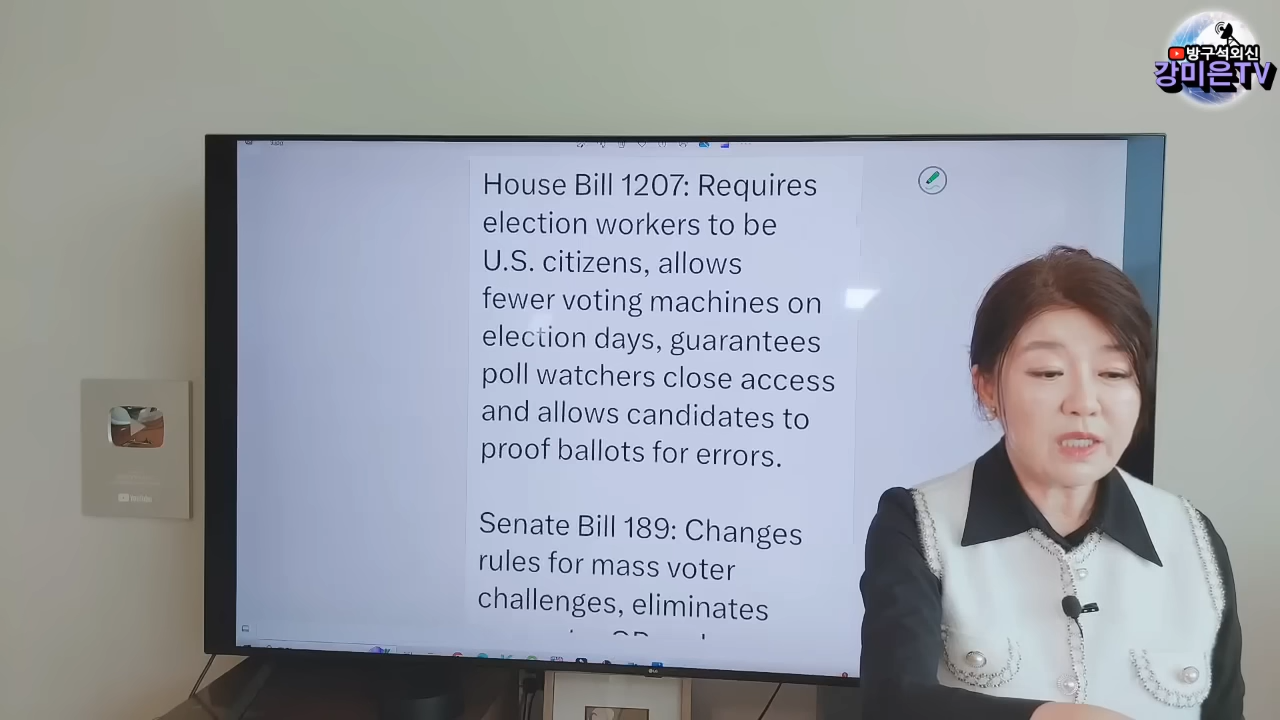 방구석외신
강미은TV
House Bill 1207: Requires
election workers to be
U.S. citizens, allows
fewer voting machines on
election days, guarantees
poll watchers close access
and allows candidates to
proof ballots for errors.
Senate Bill 189: Changes
rules for mass voter
challenges, eliminates